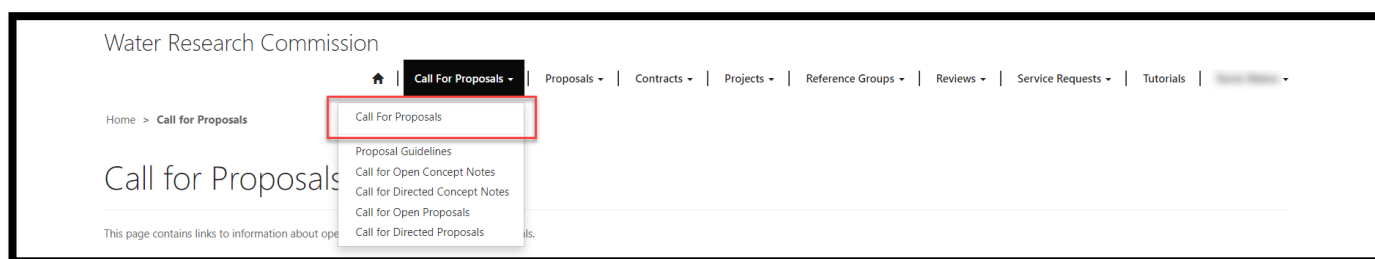 Water Research Commission
Call For Proposals | Proposals | Contracts | Projects | Reference Groups | Reviews | Service Requests | Tutorials |
Home > Call for Proposals
Call For Proposals
Proposal Guidelines
Call for Open Concept Notes
Call for Directed Concept Notes
Call for Open Proposals
Call for Directed Proposals
Call for Proposals
This page contains links to information about